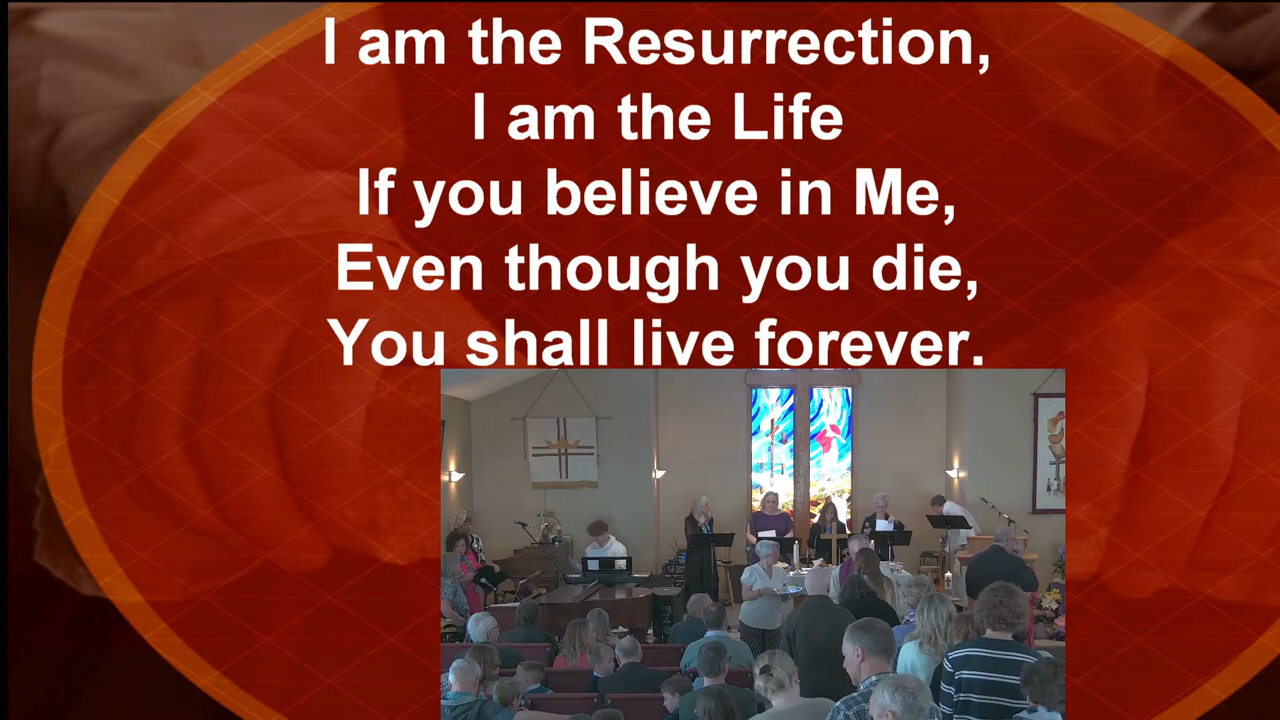 I am the Resurrection,
I am the Life
If you believe in Me,
Even though you die,
You shall live forever.